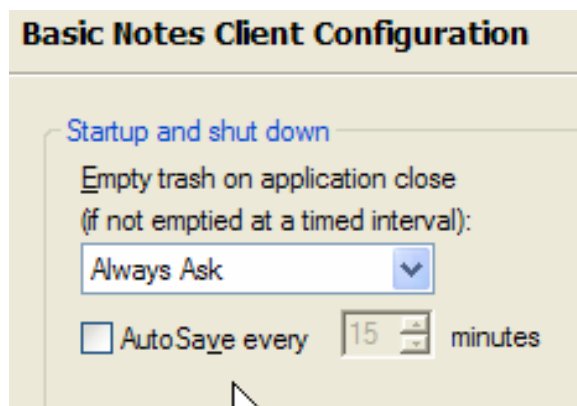 Basic Notes Client Configuration
Startup and shut down
Empty trash on application close
(if not emptied at a timed interval):
Always Ask
AutoSave every 15 minutes